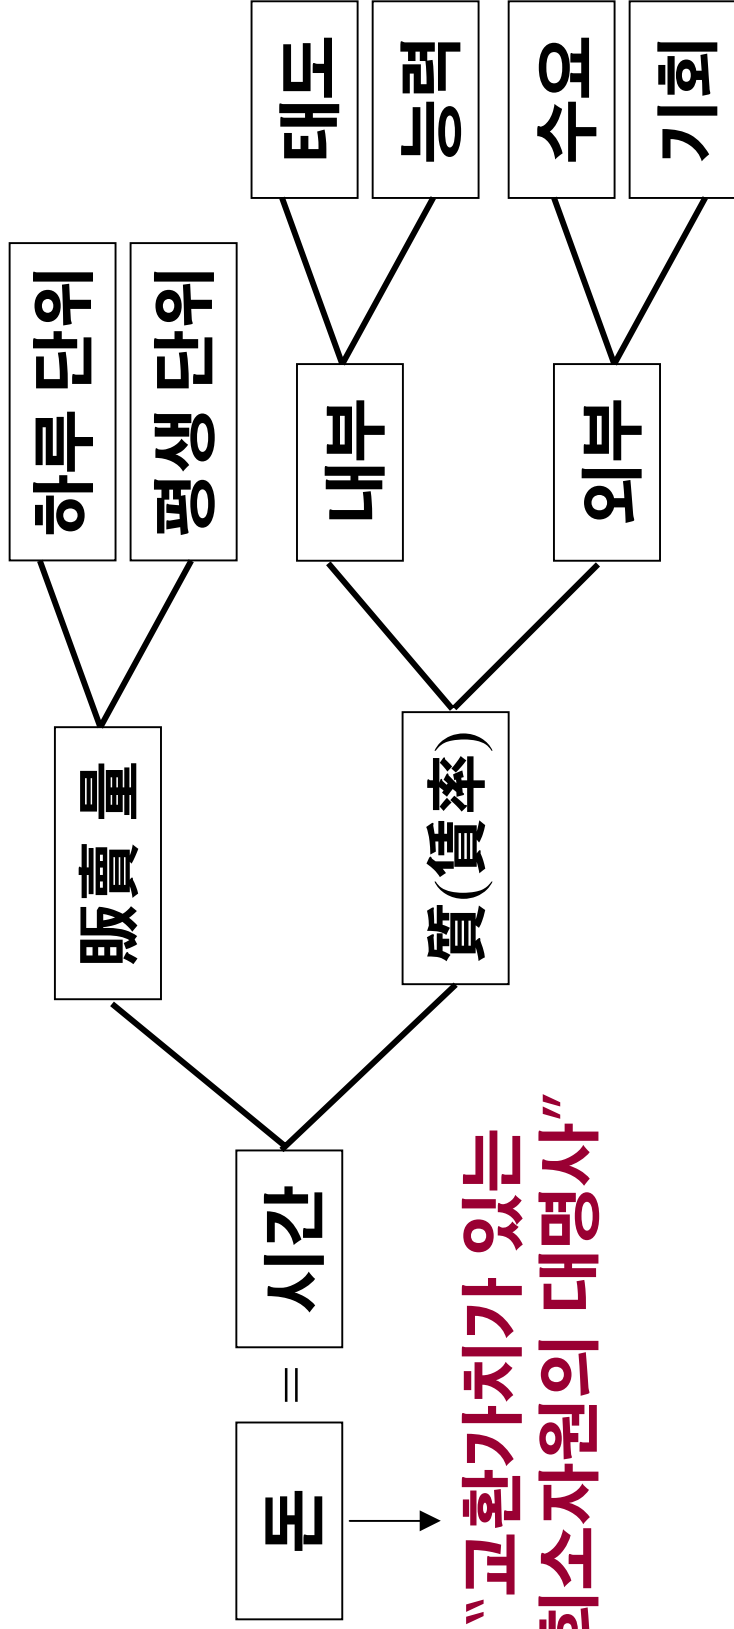 돈
=
시간
"교환가치가 있는
희소자원의 대명사"
販賣 量
하루 단위
평생 단위
質(賃率)
내부
태도
능력
외부
수요
기회